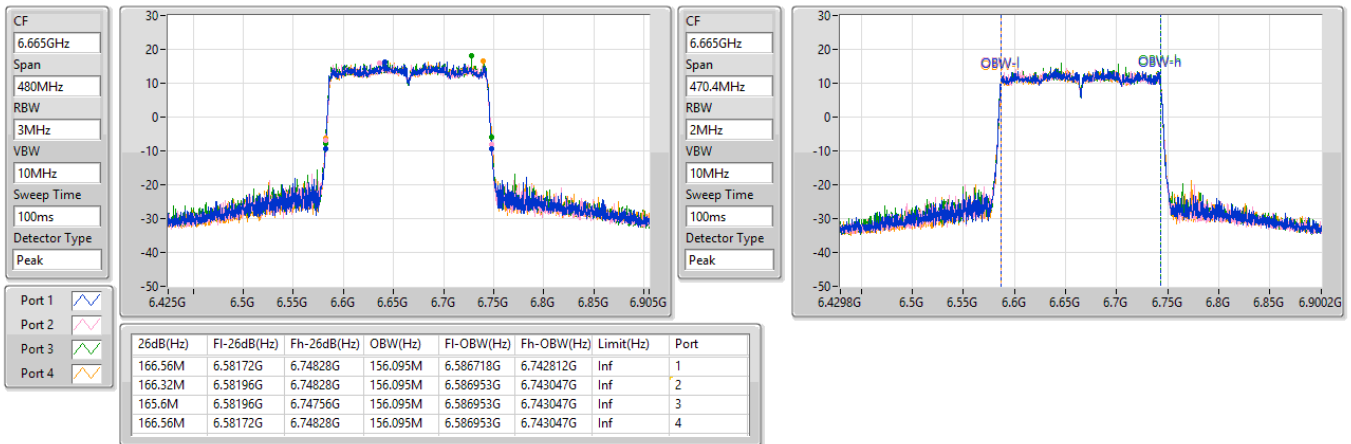 CF
6.665GHz
Span
480MHz
RBW
3MHz
VBW
10MHz
Sweep Time
100ms
Detector Type
Peak
30
20
10
0
-10
-20
-30
-40
-50
6.425G 6.5G 6.55G 6.6G 6.65G 6.7G 6.75G 6.8G 6.85G 6.905G
CF
6.665GHz
Span
470.4MHz
RBW
2MHz
VBW
10MHz
Sweep Time
100ms
Detector Type
Peak
30
20
10
0
-10
-20
-30
-40
-50
OBW-l OBW-h
6.4298G 6.5G 6.55G 6.6G 6.65G 6.7G 6.75G 6.8G 6.85G 6.9002G
Port 1
Port 2
Port 3
Port 4
26dB(Hz) Fl-26dB(Hz) Fh-26dB(Hz) OBW(Hz) Fl-OBW(Hz) Fh-OBW(Hz) Limit(Hz) Port
166.56M 6.58172G 6.74828G 156.095M 6.586718G 6.742812G Inf 1
166.32M 6.58196G 6.74828G 156.095M 6.586953G 6.743047G Inf 2
165.6M 6.58196G 6.74756G 156.095M 6.586953G 6.743047G Inf 3
166.56M 6.58172G 6.74828G 156.095M 6.586953G 6.743047G Inf 4